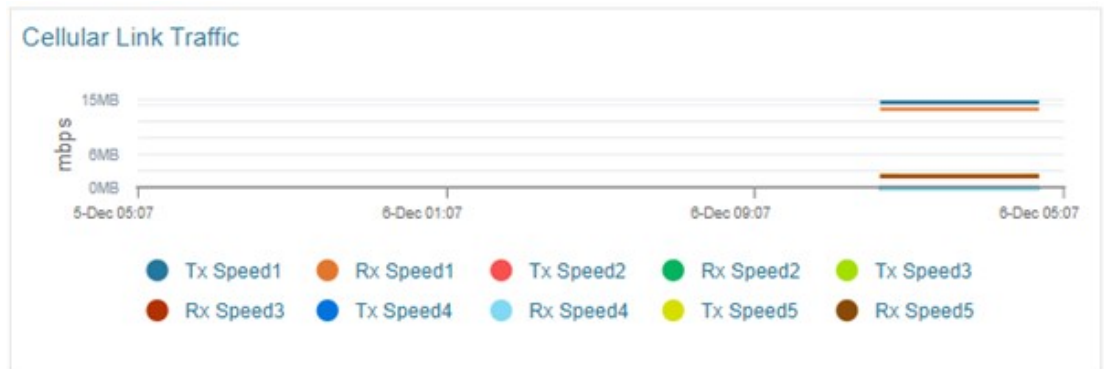 Cellular Link Traffic
15MB
mbps
6MB
0MB
5-Dec 05:07 6-Dec 01:07 6-Dec 09:07 6-Dec 05:07
Tx Speed1 Rx Speed1 Tx Speed2 Rx Speed2 Tx Speed3
Rx Speed3 Tx Speed4 Rx Speed4 Tx Speed5 Rx Speed5